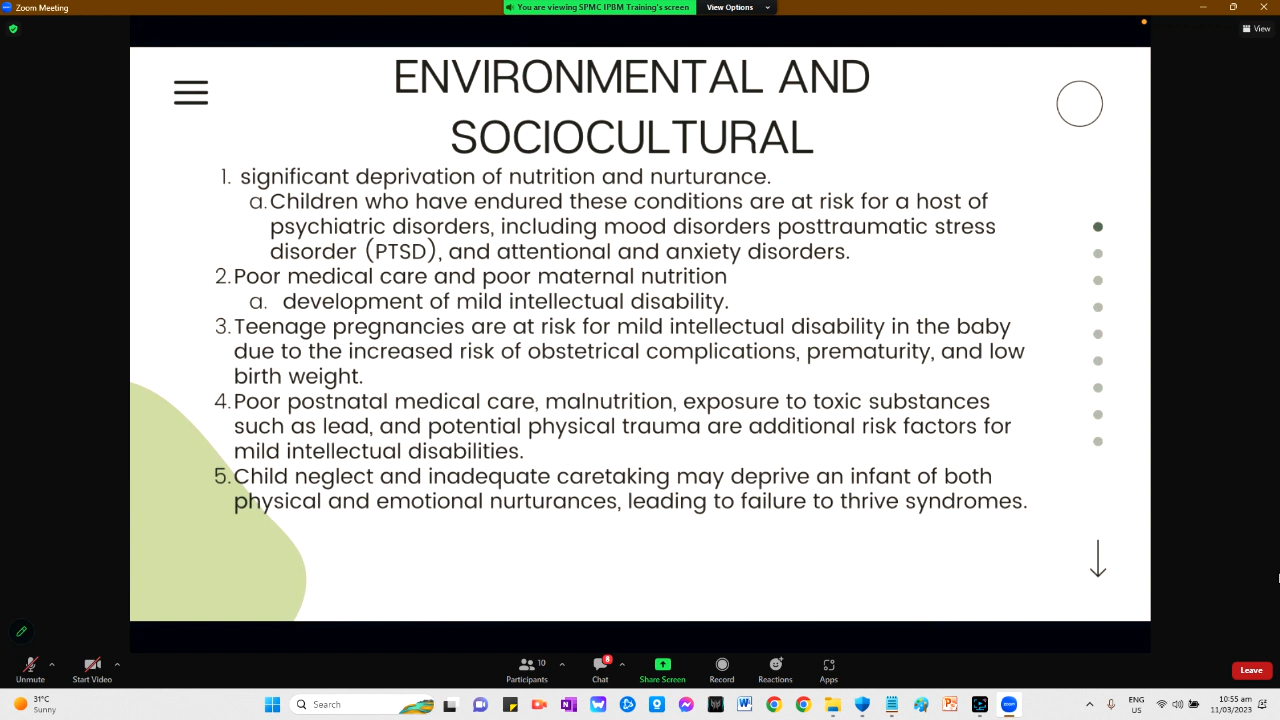 Zoom Meeting
You are viewing SPMC IPBM Training's screen
View Options
View
ENVIRONMENTAL AND
SOCIOCULTURAL
1. significant deprivation of nutrition and nurturance.
a. Children who have endured these conditions are at risk for a host of
psychiatric disorders, including mood disorders posttraumatic stress
disorder (PTSD), and attentional and anxiety disorders.
2. Poor medical care and poor maternal nutrition
a. development of mild intellectual disability.
3. Teenage pregnancies are at risk for mild intellectual disability in the baby
due to the increased risk of obstetrical complications, prematurity, and low
birth weight.
4. Poor postnatal medical care, malnutrition, exposure to toxic substances
such as lead, and potential physical trauma are additional risk factors for
mild intellectual disabilities.
5. Child neglect and inadequate caretaking may deprive an infant of both
physical and emotional nurturances, leading to failure to thrive syndromes.
Unmute
Start Video
10
Participants
8
Chat
Share Screen
Record
Reactions
Apps
Leave
31°C
Sunny
Search
ENG
US
10:55 am
11/03/2023